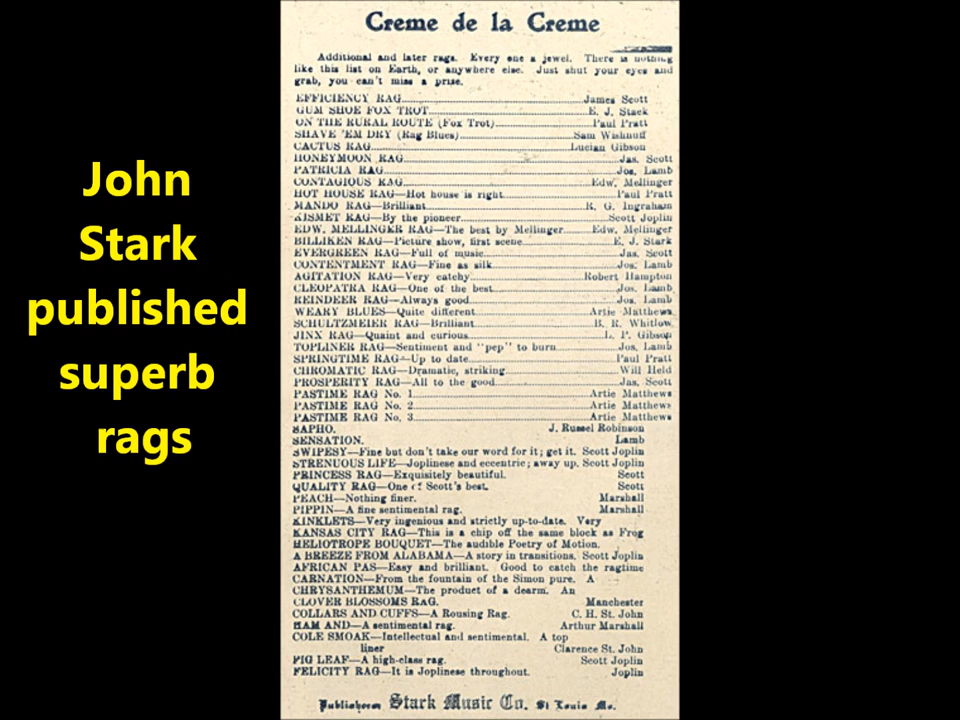 John
Stark
published
superb
rags
Creme de la Creme
Additional and later rags. Every one a jewel. There is nothing
like this list on Earth, or anywhere else. Just shut your eyes and
grab, you can't miss a prize.
EFFICIENCY RAG James Scott
GUM SHOE FOX TROT E. J. Stark
ON THE RURAL ROUTE (Fox Trot) Paul Pratt
SHAVE 'EM DRY (Rag Blues) Sam Wishnuff
CACTUS RAG Lucian Gibson
HONEYMOON RAG Jas. Scott
PATRICIA RAG Jos. Lamb
CONTAGIOUS RAG Edw. Mellinger
HOT HOUSE RAG—Hot house is right Paul Pratt
MANDO RAG—Brilliant R. G. Ingraham
KISMET RAG—By the pioneer Scott Joplin
EDW. MELLINGER RAG—The best by Mellinger Edw. Mellinger
BILLIKEN RAG—Picture show, first scene E. J. Stark
EVERGREEN RAG—Full of music Jas. Scott
CONTENTMENT RAG—Fine as silk Jos. Lamb
AGITATION RAG—Very catchy Robert Hampton
CLEOPATRA RAG—One of the best Jos. Lamb
REINDEER RAG—Always good Jos. Lamb
WEARY BLUES—Quite different Artie Matthews
SCHULTZMEIER RAG—Brilliant B. R. Whitlow
JINX RAG—Quaint and curious L. P. Gibson
TOPLINER RAG—Sentiment and "pep" to burn Jos. Lamb
SPRINGTIME RAG—Up to date Paul Pratt
CHROMATIC RAG—Dramatic, striking Will Held
PROSPERITY RAG—All to the good Jas. Scott
PASTIME RAG No. 1 Artie Matthews
PASTIME RAG No. 2 Artie Matthews
PASTIME RAG No. 3 Artie Matthews
SAPHO. J. Russel Robinson
SENSATION. Lamb
SWIPESY—Fine but don't take our word for it; get it. Scott Joplin
STRENUOUS LIFE—Joplinese and eccentric; away up. Scott Joplin
PRINCESS RAG—Exquisitely beautiful. Scott
QUALITY RAG—One of Scott's best. Scott
PEACH—Nothing finer. Marshall
PIPPIN—A fine sentimental rag. Marshall
KINKLETS—Very ingenious and strictly up-to-date. Very
KANSAS CITY RAG—This is a chip off the same block as Frog
HELIOTROPE BOUQUET—The audible Poetry of Motion.
A BREEZE FROM ALABAMA—A story in transitions. Scott Joplin
AFRICAN PAS—Easy and brilliant. Good to catch the ragtime
CARNATION—From the fountain of the Simon pure. A
CHRYSANTHEMUM—The product of a dearm. An
CLOVER BLOSSOMS RAG. Manchester
COLLARS AND CUFFS—A Rousing Rag. C. H. St. John
HAM AND—A sentimental rag. Arthur Marshall
COLE SMOAK—Intellectual and sentimental. A top
liner Clarence St. John
FIG LEAF—A high-class rag. Scott Joplin
FELICITY RAG—It is Joplinese throughout. Joplin
Publishers Stark Music Co. St Louis Mo.